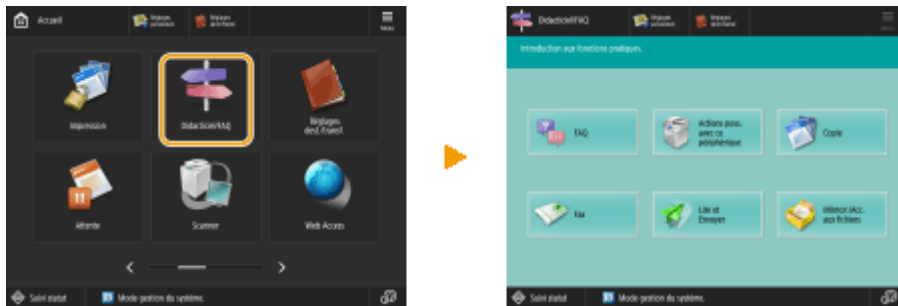 Accueil
Menu
Impression
Didacticiel/FAQ
Réglages
dest./transf.
Attente
Scanner
Web Access
Suivi statut
Mode gestion du système.
Didacticiel/FAQ
Introduction aux fonctions pratiques.
FAQ
Actions poss.
avec ce
périphérique
Copie
Fax
Lire et
Envoyer
Mémor./Acc.
aux fichiers
Suivi statut
Mode gestion du système.